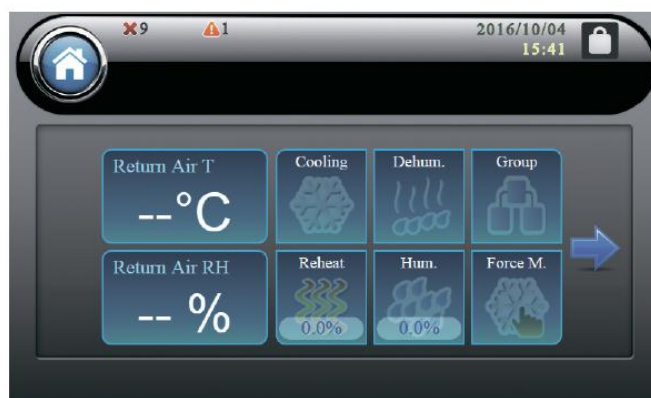 9
1
2016/10/04
15:41
Return Air T
--°C
Cooling
Dehum.
Group
Return Air RH
-- %
Reheat
0.0%
Hum.
0.0%
Force M.